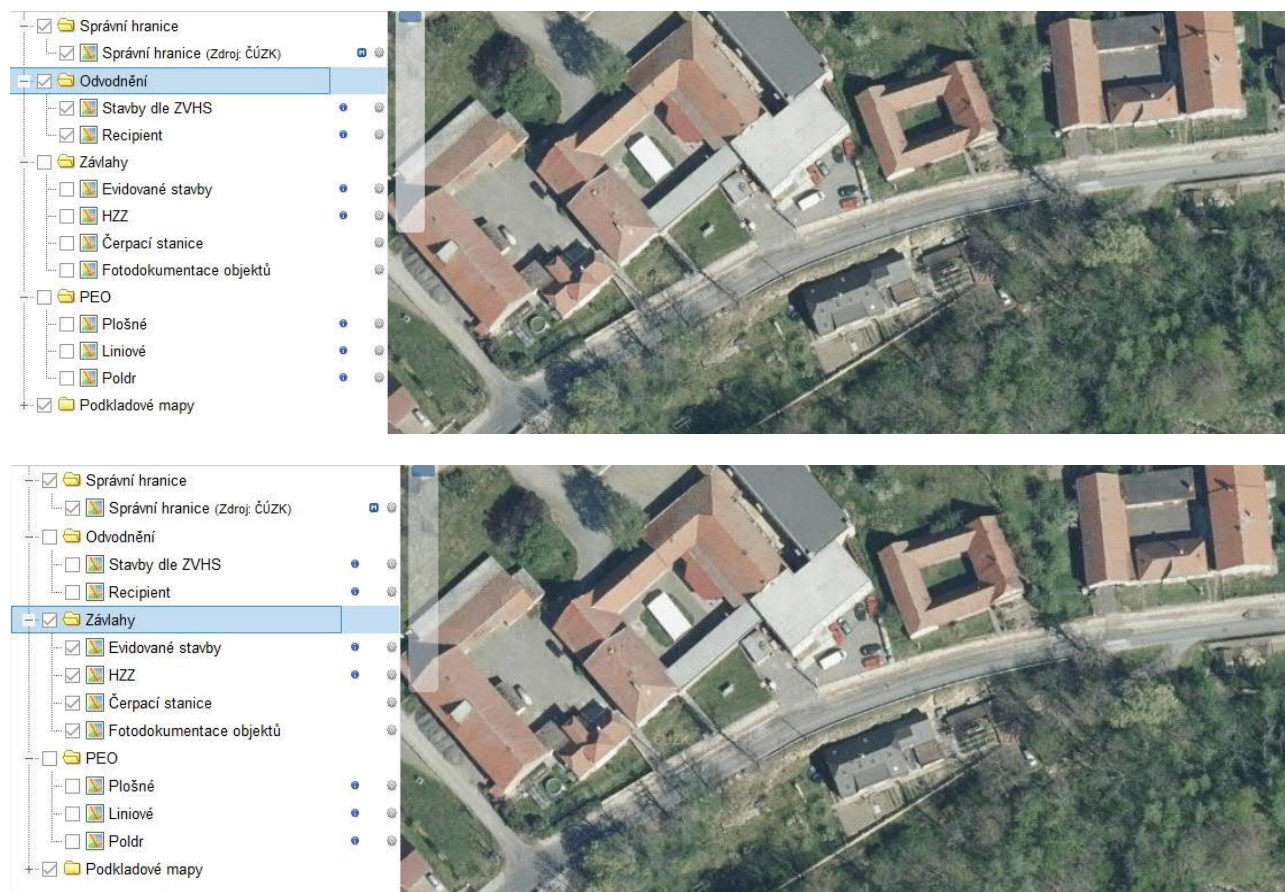 Správní hranice
Správní hranice (Zdroj: ČÚZK)
Odvodnění
Stavby dle ZVHS
Recipient
Závlahy
Evidované stavby
HZZ
Čerpací stanice
Fotodokumentace objektů
PEO
Plošné
Liniové
Poldr
Podkladové mapy
Správní hranice
Správní hranice (Zdroj: ČÚZK)
Odvodnění
Stavby dle ZVHS
Recipient
Závlahy
Evidované stavby
HZZ
Čerpací stanice
Fotodokumentace objektů
PEO
Plošné
Liniové
Poldr
Podkladové mapy